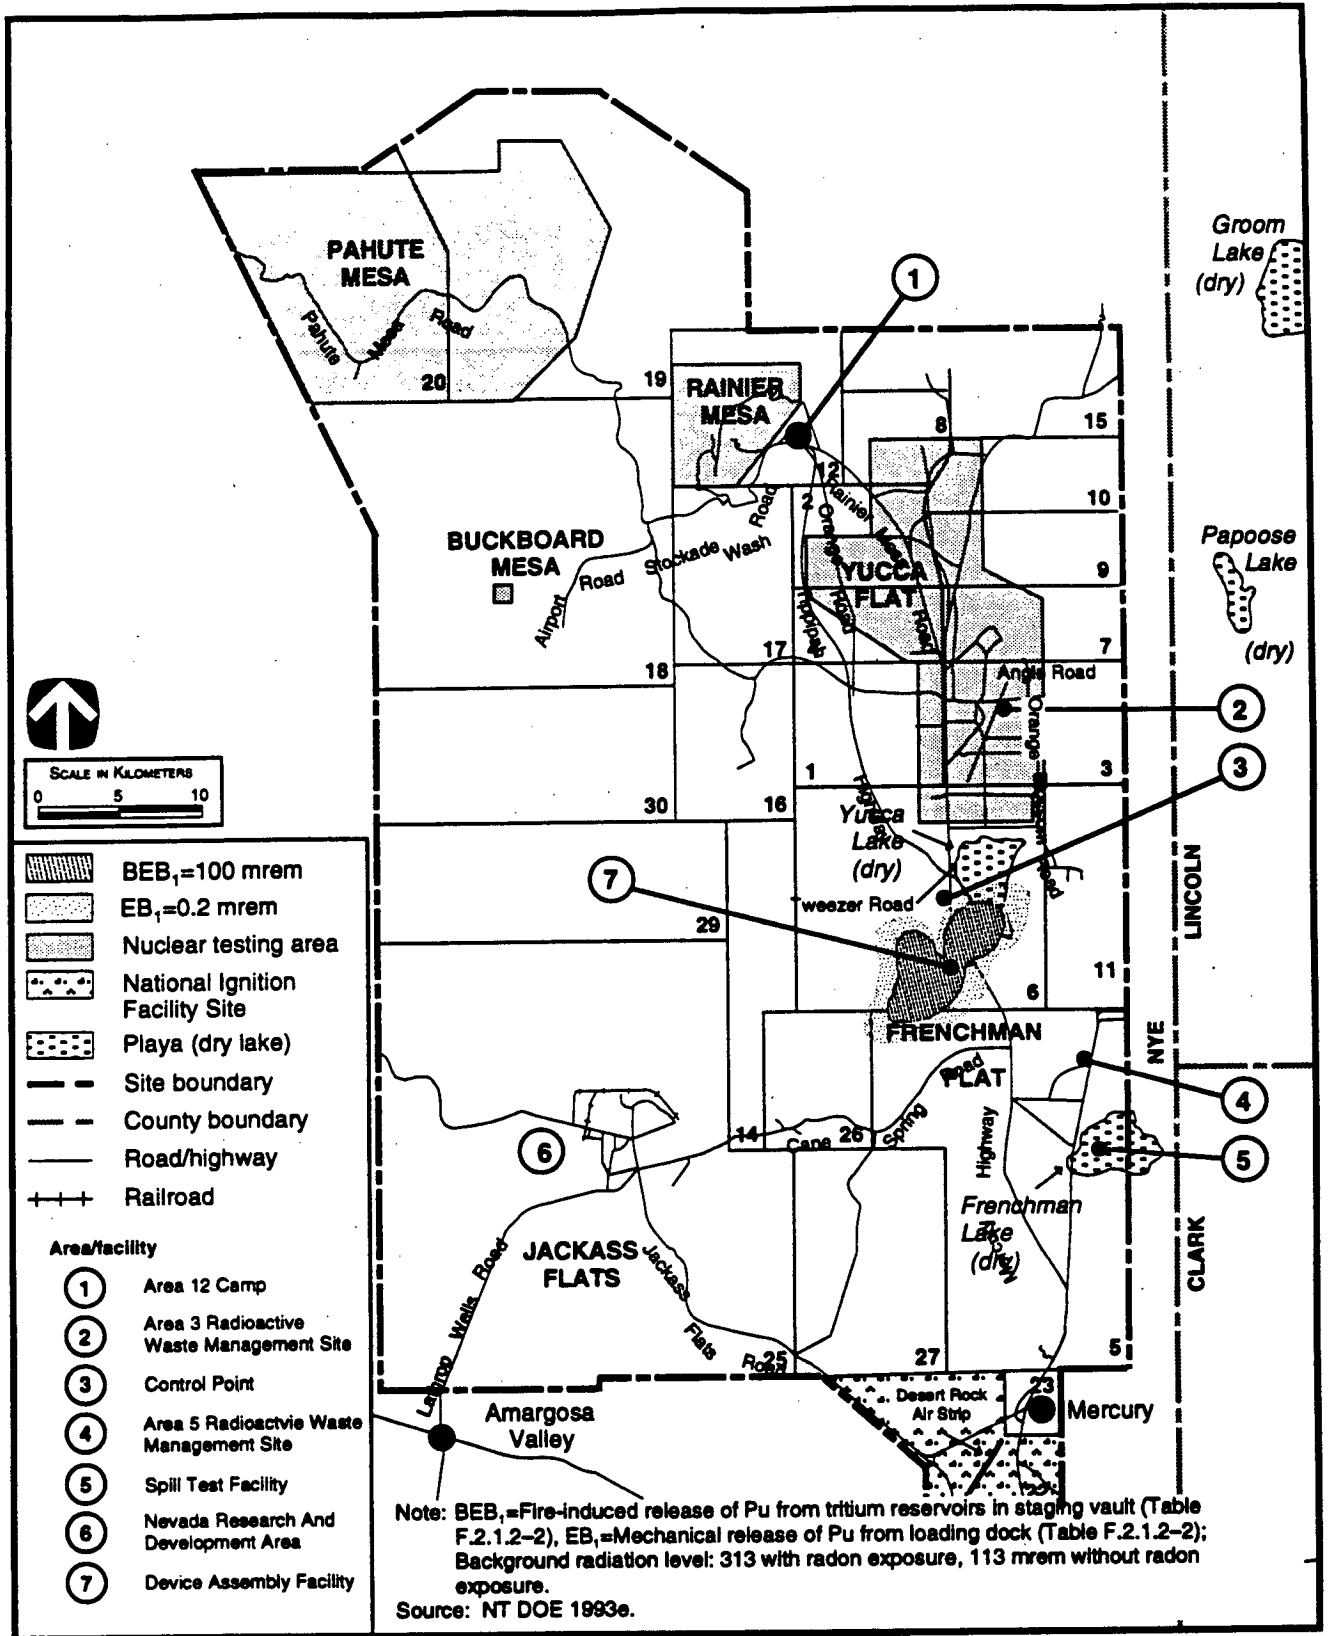 Groom
Lake
(dry)
PAHUTE
MESA
1
Pahute
Mesa
Road
20
19
RAINIER
MESA
8
15
12
2
Rainier
Mesa
Road
10
Orange
Road
Road
Stockade
Wash
BUCKBOARD
MESA
Airport
Road
Papoose
Lake
(dry)
YUCCA
FLAT
9
Tippipah
17
7
18
Angle Road
2
Orange
Blossom
Road
SCALE IN KILOMETERS
0 5 10
1
3
3
30
16
Highway
Yucca
Lake
(dry)
7
Tweezer Road
29
11
6
LINCOLN
NYE
CLARK
BEB₁=100 mrem
EB₁=0.2 mrem
Nuclear testing area
National Ignition
Facility Site
Playa (dry lake)
Site boundary
County boundary
Road/highway
Railroad
FRENCHMAN
FLAT
Road
4
14
Cane
26
Spring
Highway
5
6
Frenchman
Lake
(dry)
JACKASS
FLATS
Jackass
Flats
Road
Lathrop
Wells
Road
25
27
5
23
Desert Rock
Air Strip
Mercury
Amargosa
Valley
22
Area/facility
1 Area 12 Camp
2 Area 3 Radioactive
Waste Management Site
3 Control Point
4 Area 5 Radioactvie Waste
Management Site
5 Spill Test Facility
6 Nevada Research And
Development Area
7 Device Assembly Facility
Note: BEB₁=Fire-induced release of Pu from tritium reservoirs in staging vault (Table
F.2.1.2–2), EB₁=Mechanical release of Pu from loading dock (Table F.2.1.2–2);
Background radiation level: 313 with radon exposure, 113 mrem without radon
exposure.
Source: NT DOE 1993e.